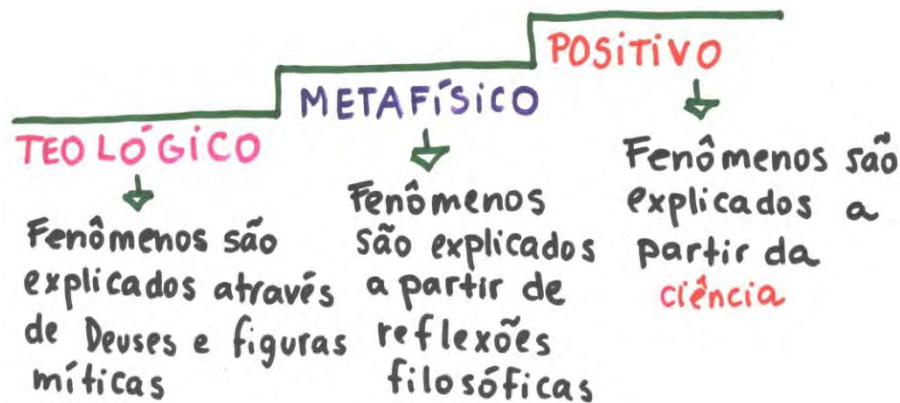 TEOLÓGICO
Fenômenos são
explicados através
de Deuses e figuras
míticas
METAFÍSICO
Fenômenos
são explicados
a partir de
reflexões
filosóficas
POSITIVO
Fenômenos são
explicados a
partir da
ciência